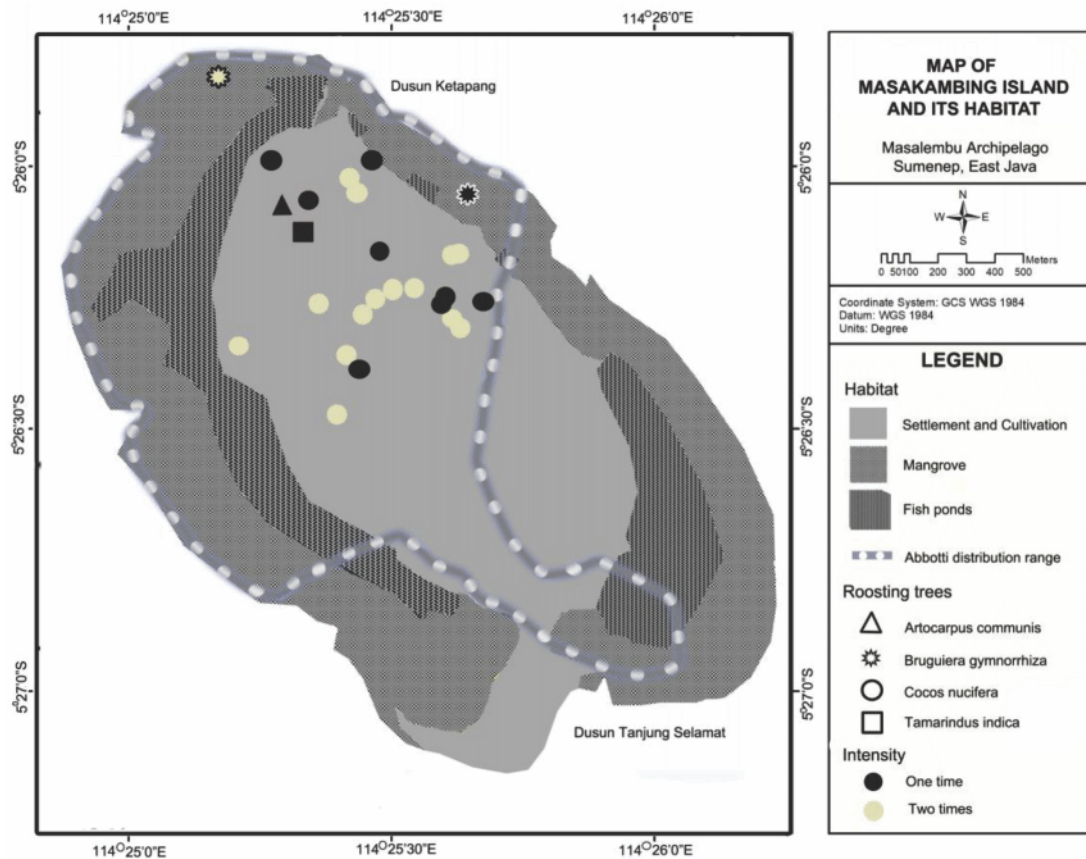 114°25'0"E 114°25'30"E 114°26'0"E
Dusun Ketapang
5°26'0"S
5°26'0"S
5°26'30"S
5°26'30"S
5°27'0"S
5°27'0"S
Dusun Tanjung Selamat
114°25'0"E 114°25'30"E 114°26'0"E
MAP OF
MASAKAMBING ISLAND
AND ITS HABITAT
Masalembu Archipelago
Sumenep, East Java
N
W E
S
Meters
0 50100 200 300 400 500
Coordinate System: GCS WGS 1984
Datum: WGS 1984
Units: Degree
LEGEND
Habitat
Settlement and Cultivation
Mangrove
Fish ponds
Abbotti distribution range
Roosting trees
Artocarpus communis
Bruguiera gymnorrhiza
Cocos nucifera
Tamarindus indica
Intensity
One time
Two times